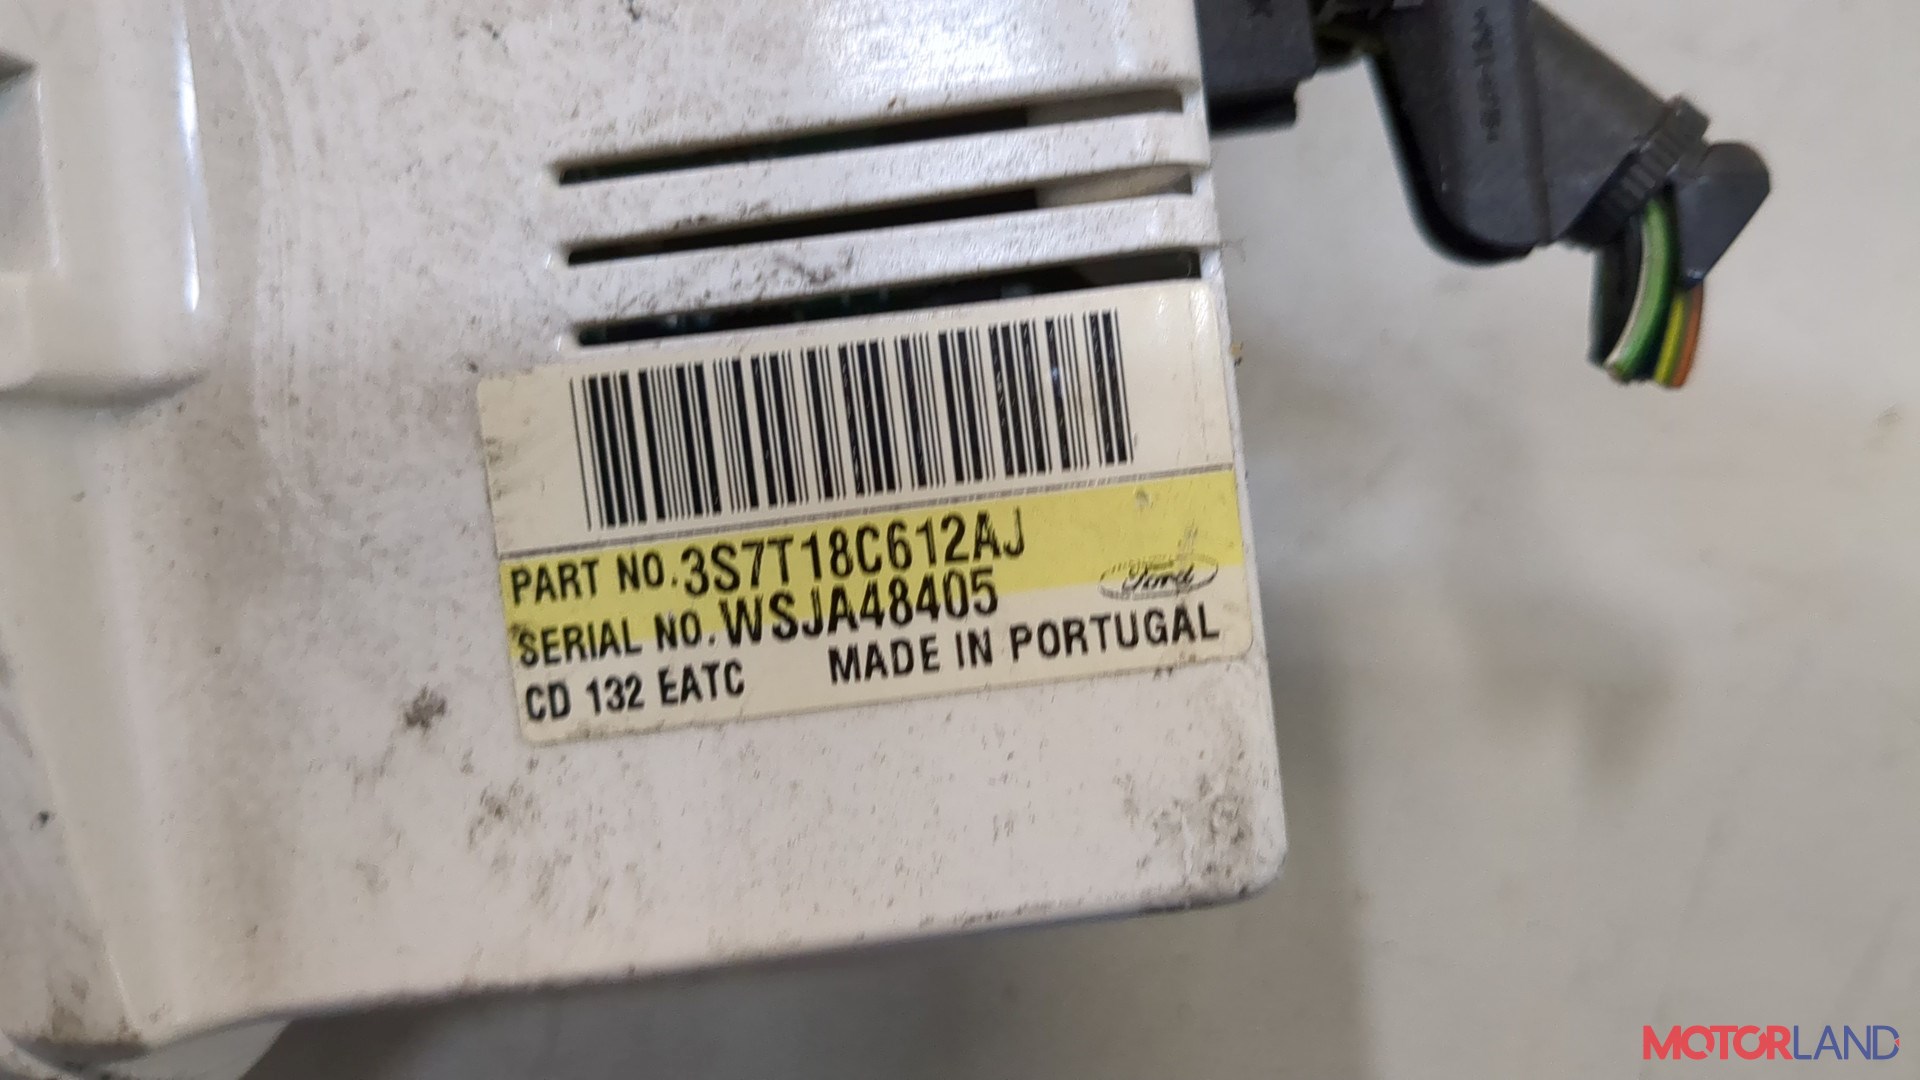 PART NO. 3S7T18C612AJ
SERIAL NO. WSJA48405
Ford
CD 132 EATC MADE IN PORTUGAL
MOTORLAND